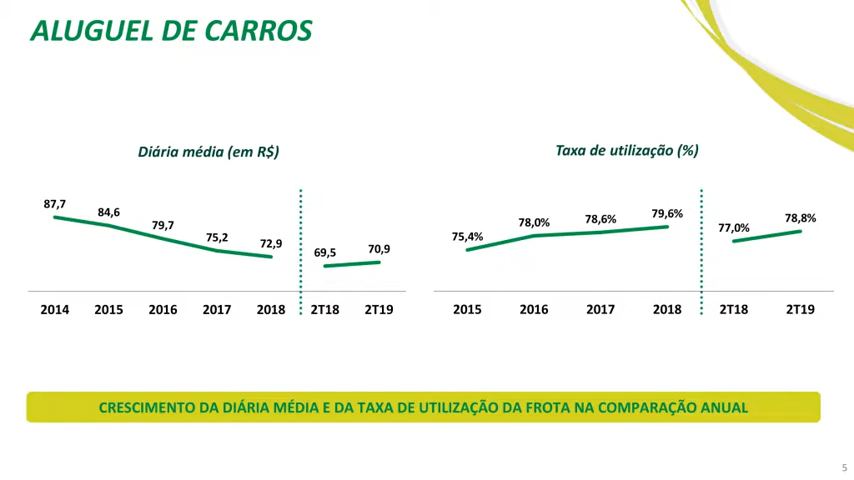 ALUGUEL DE CARROS
Diária média (em R$)
87,7
84,6
79,7
75,2
72,9
69,5
70,9
2014 2015 2016 2017 2018 2T18 2T19
Taxa de utilização (%)
75,4%
78,0%
78,6%
79,6%
77,0%
78,8%
2015 2016 2017 2018 2T18 2T19
CRESCIMENTO DA DIÁRIA MÉDIA E DA TAXA DE UTILIZAÇÃO DA FROTA NA COMPARAÇÃO ANUAL
5